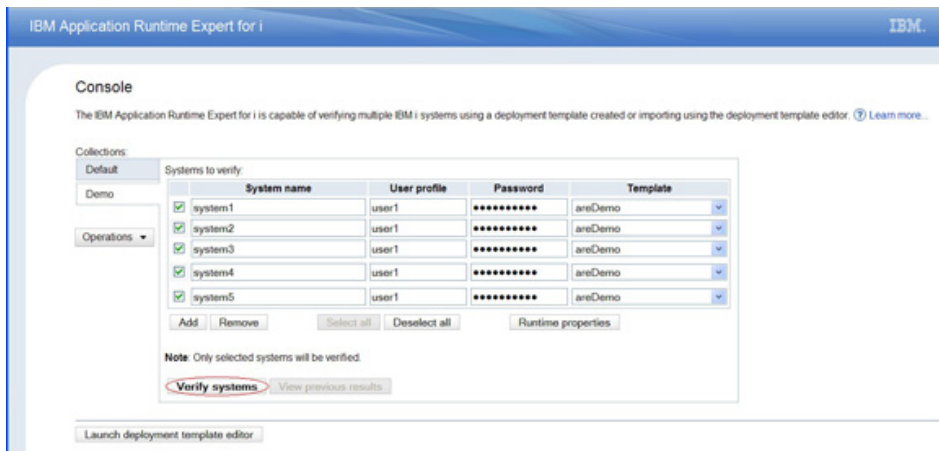 IBM Application Runtime Expert for i
IBM.
Console
The IBM Application Runtime Expert for i is capable of verifying multiple IBM i systems using a deployment template created or importing using the deployment template editor. ? Learn more...
Collections:
Default
Demo
Operations
Systems to verify:
System name User profile Password Template
system1 user1 ●●●●●●●●●● areDemo
system2 user1 ●●●●●●●●●● areDemo
system3 user1 ●●●●●●●●●● areDemo
system4 user1 ●●●●●●●●●● areDemo
system5 user1 ●●●●●●●●●● areDemo
Add Remove Select all Deselect all Runtime properties
Note: Only selected systems will be verified.
Verify systems View previous results
Launch deployment template editor